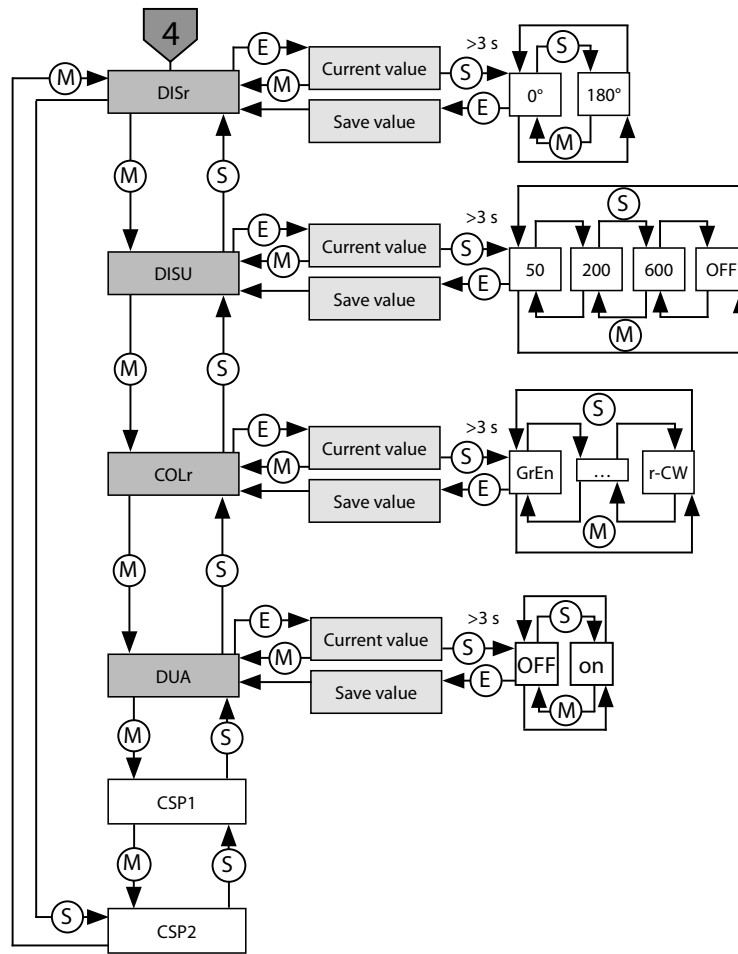 4
E
Current value
>3 s
S
S
M
DISr
M
0°
180°
Save value
E
M
M
S
E
Current value
>3 s
S
S
DISU
M
50
200
600
OFF
Save value
E
M
M
S
E
Current value
>3 s
S
S
COLr
M
GrEn
...
r-CW
Save value
E
M
M
S
E
Current value
>3 s
S
S
DUA
M
OFF
on
Save value
E
M
M
S
CSP1
M
S
S
CSP2